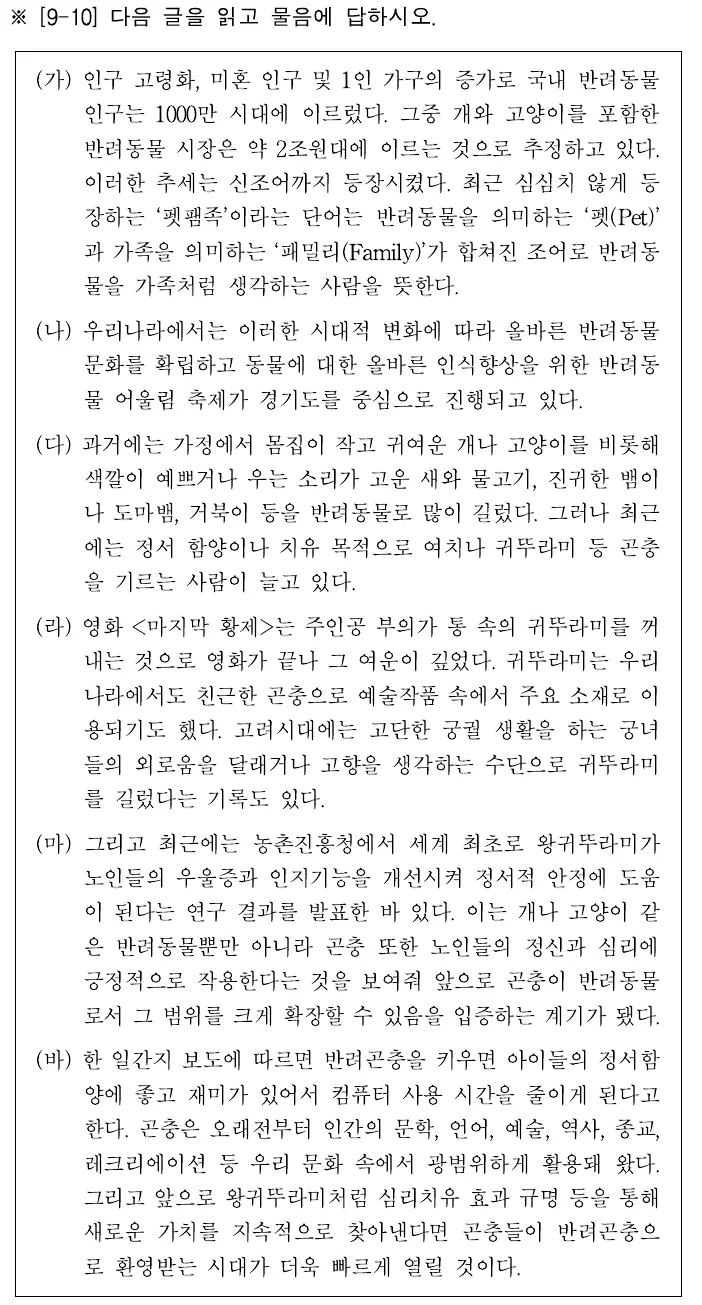 ※ [9-10] 다음 글을 읽고 물음에 답하시오.
(가) 인구 고령화, 미혼 인구 및 1인 가구의 증가로 국내 반려동물
인구는 1000만 시대에 이르렀다. 그중 개와 고양이를 포함한
반려동물 시장은 약 2조원대에 이르는 것으로 추정하고 있다.
이러한 추세는 신조어까지 등장시켰다. 최근 심심치 않게 등
장하는 ‘펫팸족’이라는 단어는 반려동물을 의미하는 ‘펫(Pet)’
과 가족을 의미하는 ‘패밀리(Family)’가 합쳐진 조어로 반려동
물을 가족처럼 생각하는 사람을 뜻한다.
(나) 우리나라에서는 이러한 시대적 변화에 따라 올바른 반려동물
문화를 확립하고 동물에 대한 올바른 인식향상을 위한 반려동
물 어울림 축제가 경기도를 중심으로 진행되고 있다.
(다) 과거에는 가정에서 몸집이 작고 귀여운 개나 고양이를 비롯해
색깔이 예쁘거나 우는 소리가 고운 새와 물고기, 진귀한 뱀이
나 도마뱀, 거북이 등을 반려동물로 많이 길렀다. 그러나 최근
에는 정서 함양이나 치유 목적으로 여치나 귀뚜라미 등 곤충
을 기르는 사람이 늘고 있다.
(라) 영화 <마지막 황제>는 주인공 부의가 통 속의 귀뚜라미를 꺼
내는 것으로 영화가 끝나 그 여운이 깊었다. 귀뚜라미는 우리
나라에서도 친근한 곤충으로 예술작품 속에서 주요 소재로 이
용되기도 했다. 고려시대에는 고단한 궁궐 생활을 하는 궁녀
들의 외로움을 달래거나 고향을 생각하는 수단으로 귀뚜라미
를 길렀다는 기록도 있다.
(마) 그리고 최근에는 농촌진흥청에서 세계 최초로 왕귀뚜라미가
노인들의 우울증과 인지기능을 개선시켜 정서적 안정에 도움
이 된다는 연구 결과를 발표한 바 있다. 이는 개나 고양이 같
은 반려동물뿐만 아니라 곤충 또한 노인들의 정신과 심리에
긍정적으로 작용한다는 것을 보여줘 앞으로 곤충이 반려동물
로서 그 범위를 크게 확장할 수 있음을 입증하는 계기가 됐다.
(바) 한 일간지 보도에 따르면 반려곤충을 키우면 아이들의 정서함
양에 좋고 재미가 있어서 컴퓨터 사용 시간을 줄이게 된다고
한다. 곤충은 오래전부터 인간의 문학, 언어, 예술, 역사, 종교,
레크리에이션 등 우리 문화 속에서 광범위하게 활용돼 왔다.
그리고 앞으로 왕귀뚜라미처럼 심리치유 효과 규명 등을 통해
새로운 가치를 지속적으로 찾아낸다면 곤충들이 반려곤충으
로 환영받는 시대가 더욱 빠르게 열릴 것이다.